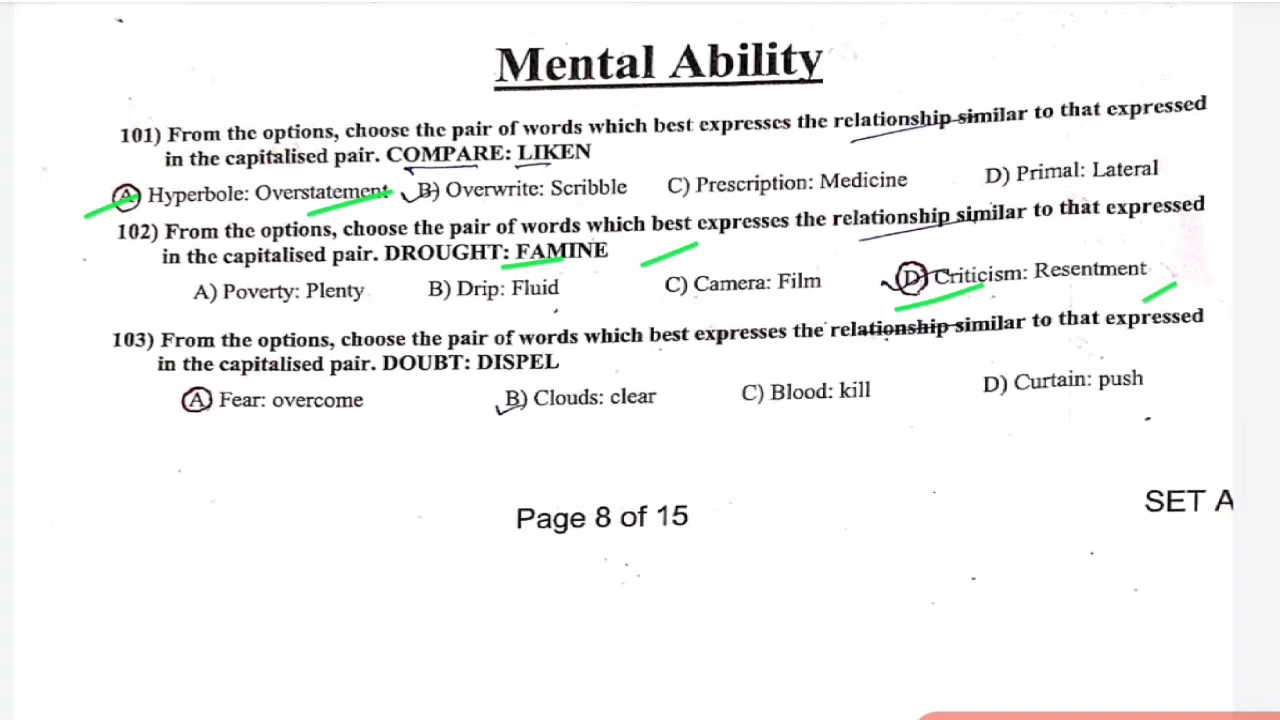 Mental Ability
101) From the options, choose the pair of words which best expresses the relationship similar to that expressed
in the capitalised pair. COMPARE: LIKEN
A) Hyperbole: Overstatement B) Overwrite: Scribble C) Prescription: Medicine D) Primal: Lateral
102) From the options, choose the pair of words which best expresses the relationship similar to that expressed
in the capitalised pair. DROUGHT: FAMINE
A) Poverty: Plenty B) Drip: Fluid C) Camera: Film D) Criticism: Resentment
103) From the options, choose the pair of words which best expresses the relationship similar to that expressed
in the capitalised pair. DOUBT: DISPEL
A) Fear: overcome B) Clouds: clear C) Blood: kill D) Curtain: push
Page 8 of 15
SET A